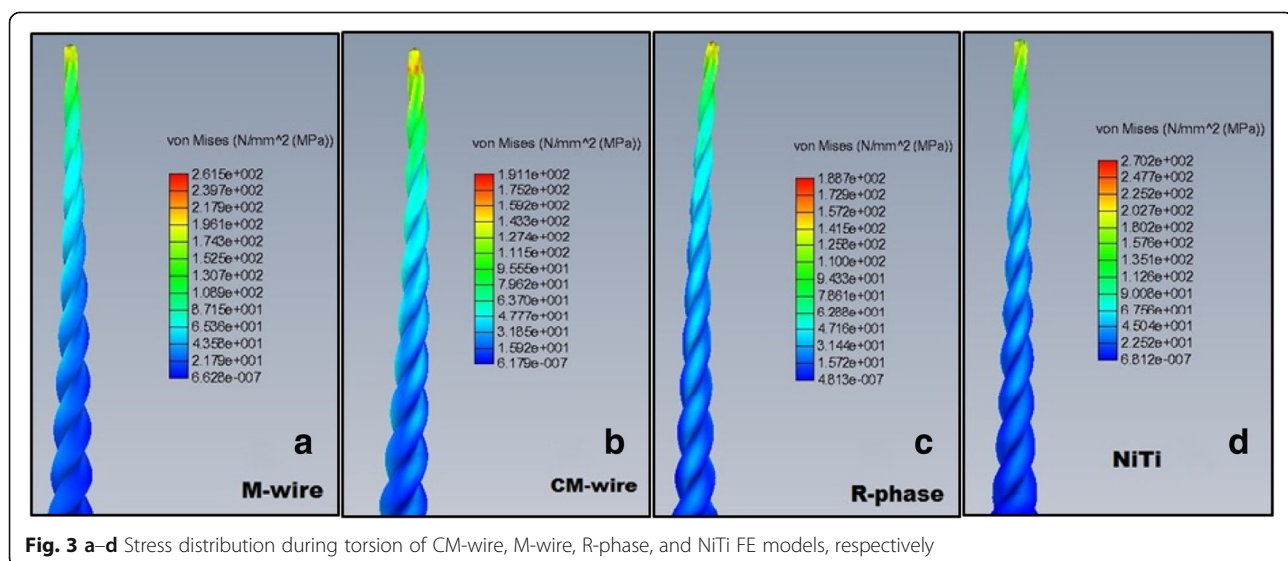 von Mises (N/mm^2 (MPa))
2.615e+002
2.397e+002
2.179e+002
1.961e+002
1.743e+002
1.525e+002
1.307e+002
1.089e+002
8.715e+001
6.536e+001
4.358e+001
2.179e+001
6.628e-007
a
M-wire
von Mises (N/mm^2 (MPa))
1.911e+002
1.752e+002
1.592e+002
1.433e+002
1.274e+002
1.115e+002
9.555e+001
7.962e+001
6.370e+001
4.777e+001
3.185e+001
1.592e+001
6.179e-007
b
CM-wire
von Mises (N/mm^2 (MPa))
1.887e+002
1.729e+002
1.572e+002
1.415e+002
1.258e+002
1.100e+002
9.433e+001
7.861e+001
6.288e+001
4.716e+001
3.144e+001
1.572e+001
4.813e-007
c
R-phase
von Mises (N/mm^2 (MPa))
2.702e+002
2.477e+002
2.252e+002
2.027e+002
1.802e+002
1.576e+002
1.351e+002
1.126e+002
9.008e+001
6.756e+001
4.504e+001
2.252e+001
6.812e-007
d
NiTi
Fig. 3 a–d Stress distribution during torsion of CM-wire, M-wire, R-phase, and NiTi FE models, respectively